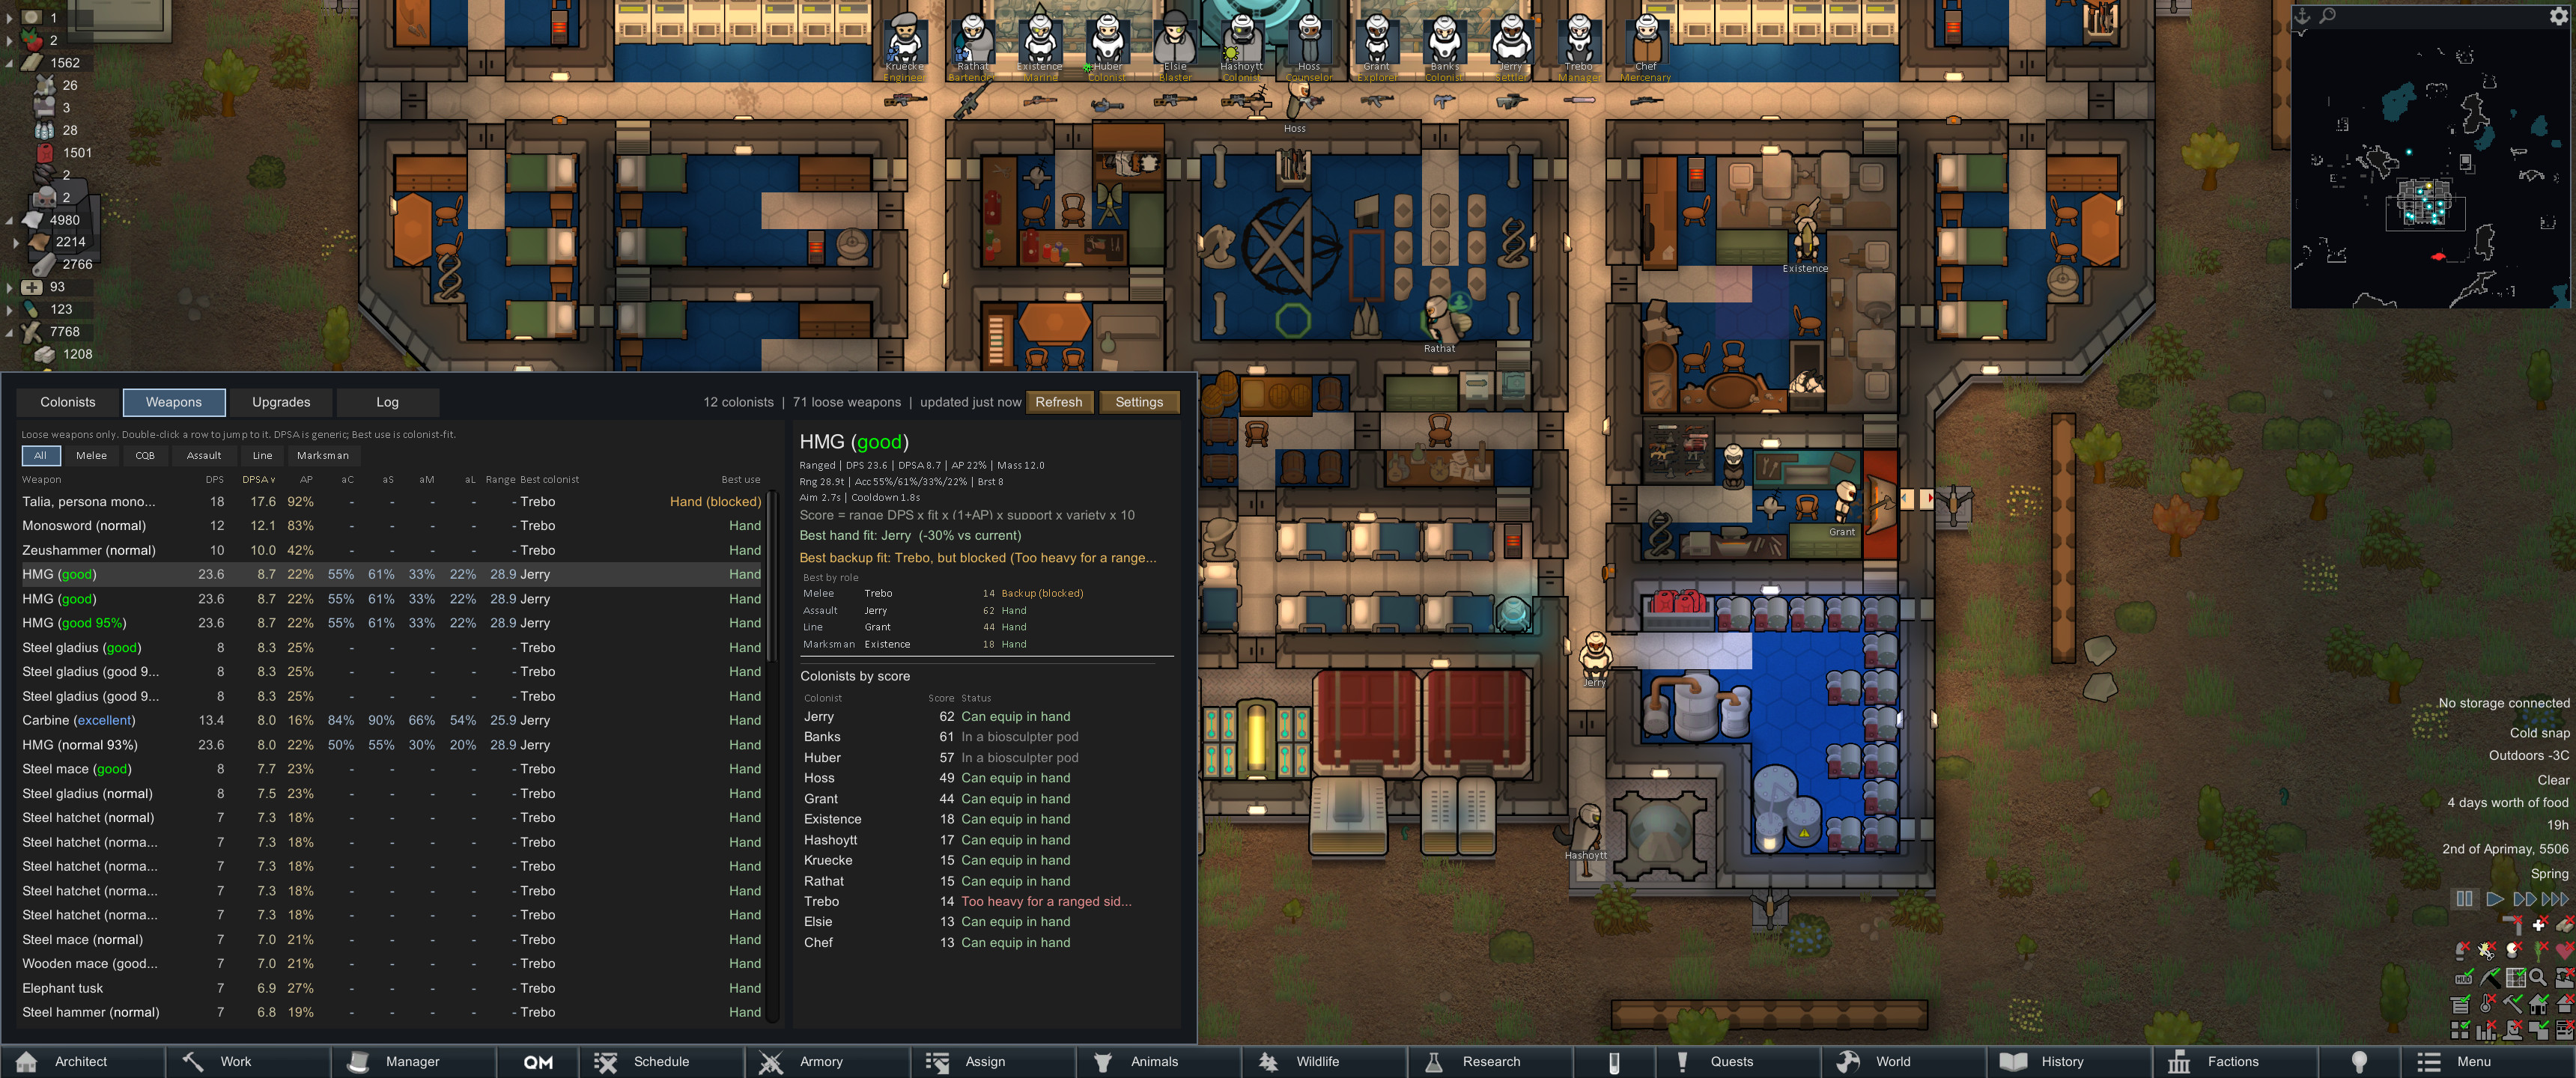 1
2
1562
26
3
28
1501
2
2
4980
2214
2766
93
123
7768
1208
Kruecke Rathat Existence Huber Elsie Hashoytt Hoss Grant Banks Jerry Trebo Chef
Engineer Bartender Marine Colonist Blaster Colonist Counselor Explorer Colonist Settler Manager Mercenary
Hoss
Existence
Rathat
Grant
Jerry
Hashoytt
Colonists Weapons Upgrades Log 12 colonists | 71 loose weapons | updated just now Refresh Settings
Loose weapons only. Double-click a row to jump to it. DPSA is generic; Best use is colonist-fit.
All Melee CQB Assault Line Marksman
Weapon DPS DPSA v AP aC aS aM aL Range Best colonist Best use
Talia, persona mono... 18 17.6 92% - - - - - Trebo Hand (blocked)
Monosword (normal) 12 12.1 83% - - - - - Trebo Hand
Zeushammer (normal) 10 10.0 42% - - - - - Trebo Hand
HMG (good) 23.6 8.7 22% 55% 61% 33% 22% 28.9 Jerry Hand
HMG (good) 23.6 8.7 22% 55% 61% 33% 22% 28.9 Jerry Hand
HMG (good 95%) 23.6 8.7 22% 55% 61% 33% 22% 28.9 Jerry Hand
Steel gladius (good) 8 8.3 25% - - - - - Trebo Hand
Steel gladius (good 9... 8 8.3 25% - - - - - Trebo Hand
Steel gladius (good 9... 8 8.3 25% - - - - - Trebo Hand
Carbine (excellent) 13.4 8.0 16% 84% 90% 66% 54% 25.9 Jerry Hand
HMG (normal 93%) 23.6 8.0 22% 50% 55% 30% 20% 28.9 Jerry Hand
Steel mace (good) 8 7.7 23% - - - - - Trebo Hand
Steel gladius (normal) 8 7.5 23% - - - - - Trebo Hand
Steel hatchet (normal) 7 7.3 18% - - - - - Trebo Hand
Steel hatchet (norma... 7 7.3 18% - - - - - Trebo Hand
Steel hatchet (norma... 7 7.3 18% - - - - - Trebo Hand
Steel hatchet (norma... 7 7.3 18% - - - - - Trebo Hand
Steel hatchet (norma... 7 7.3 18% - - - - - Trebo Hand
Steel mace (normal) 7 7.0 21% - - - - - Trebo Hand
Wooden mace (good... 7 7.0 21% - - - - - Trebo Hand
Elephant tusk 7 6.9 27% - - - - - Trebo Hand
Steel hammer (normal) 7 6.8 19% - - - - - Trebo Hand
HMG (good)
Ranged | DPS 23.6 | DPSA 8.7 | AP 22% | Mass 12.0
Rng 28.9t | Acc 55%/61%/33%/22% | Brst 8
Aim 2.7s | Cooldown 1.8s
Score = range DPS x fit x (1+AP) x support x variety x 10
Best hand fit: Jerry (-30% vs current)
Best backup fit: Trebo, but blocked (Too heavy for a range...
Best by role
Melee Trebo 14 Backup (blocked)
Assault Jerry 62 Hand
Line Grant 44 Hand
Marksman Existence 18 Hand
Colonists by score
Colonist Score Status
Jerry 62 Can equip in hand
Banks 61 In a biosculpter pod
Huber 57 In a biosculpter pod
Hoss 49 Can equip in hand
Grant 44 Can equip in hand
Existence 18 Can equip in hand
Hashoytt 17 Can equip in hand
Kruecke 15 Can equip in hand
Rathat 15 Can equip in hand
Trebo 14 Too heavy for a ranged sid...
Elsie 13 Can equip in hand
Chef 13 Can equip in hand
No storage connected
Cold snap
Outdoors -3C
Clear
4 days worth of food
19h
2nd of Aprimay, 5506
Spring
Architect Work Manager QM Schedule Armory Assign Animals Wildlife Research Quests World History Factions Menu